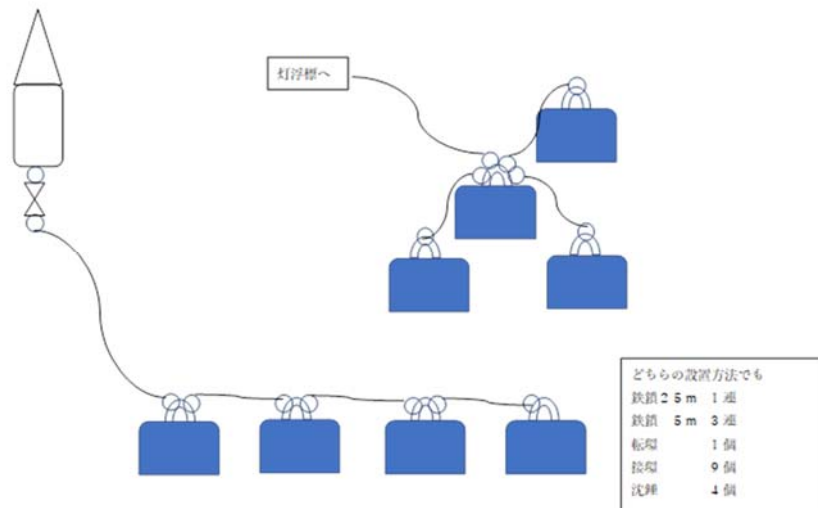 灯浮標へ
どちらの設置方法でも
鉄鎖25m 1連
鉄鎖 5m 3連
転環 1個
接環 9個
沈錘 4個